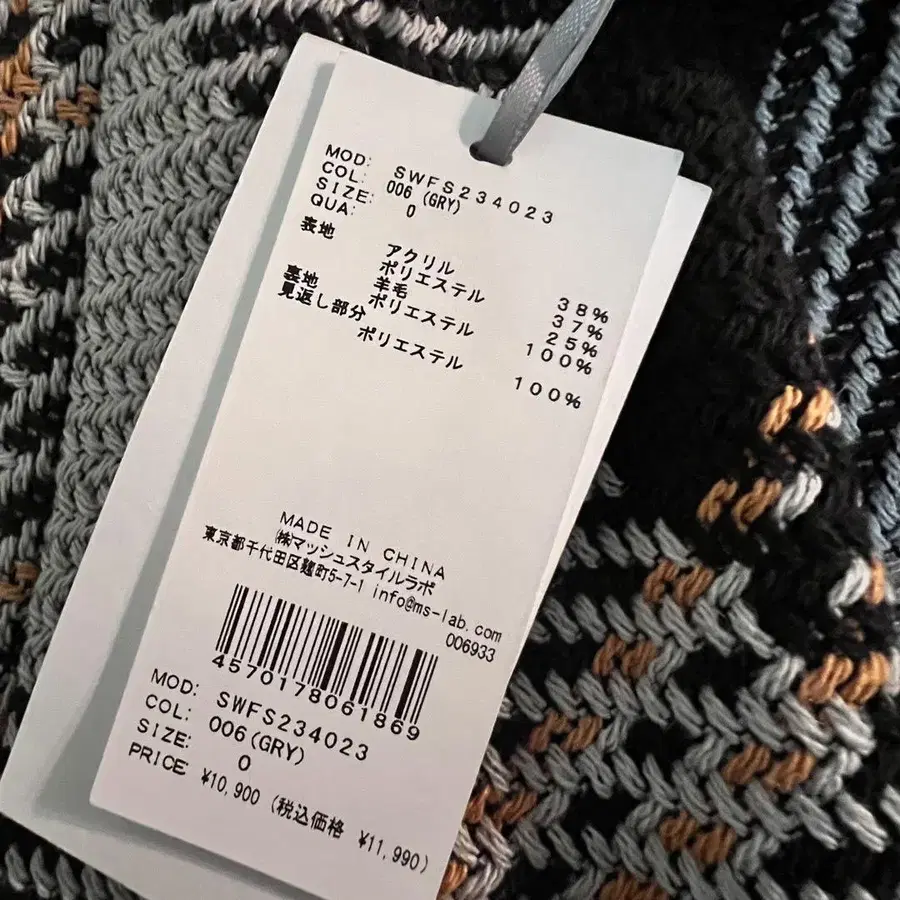 MOD: SWFS234023
COL: 006(GRY)
SIZE: 0
QUA:
表地
アクリル 38%
ポリエステル 37%
羊毛 25%
裏地 ポリエステル 100%
見返し部分
ポリエステル 100%
MADE IN CHINA
㈱マッシュスタイルラボ
東京都千代田区麹町5-7-1 info@ms-lab.com
006933
4570178061869
MOD: SWFS234023
COL: 006(GRY)
SIZE: 0
PRICE ¥10,900 (税込価格 ¥11,990)